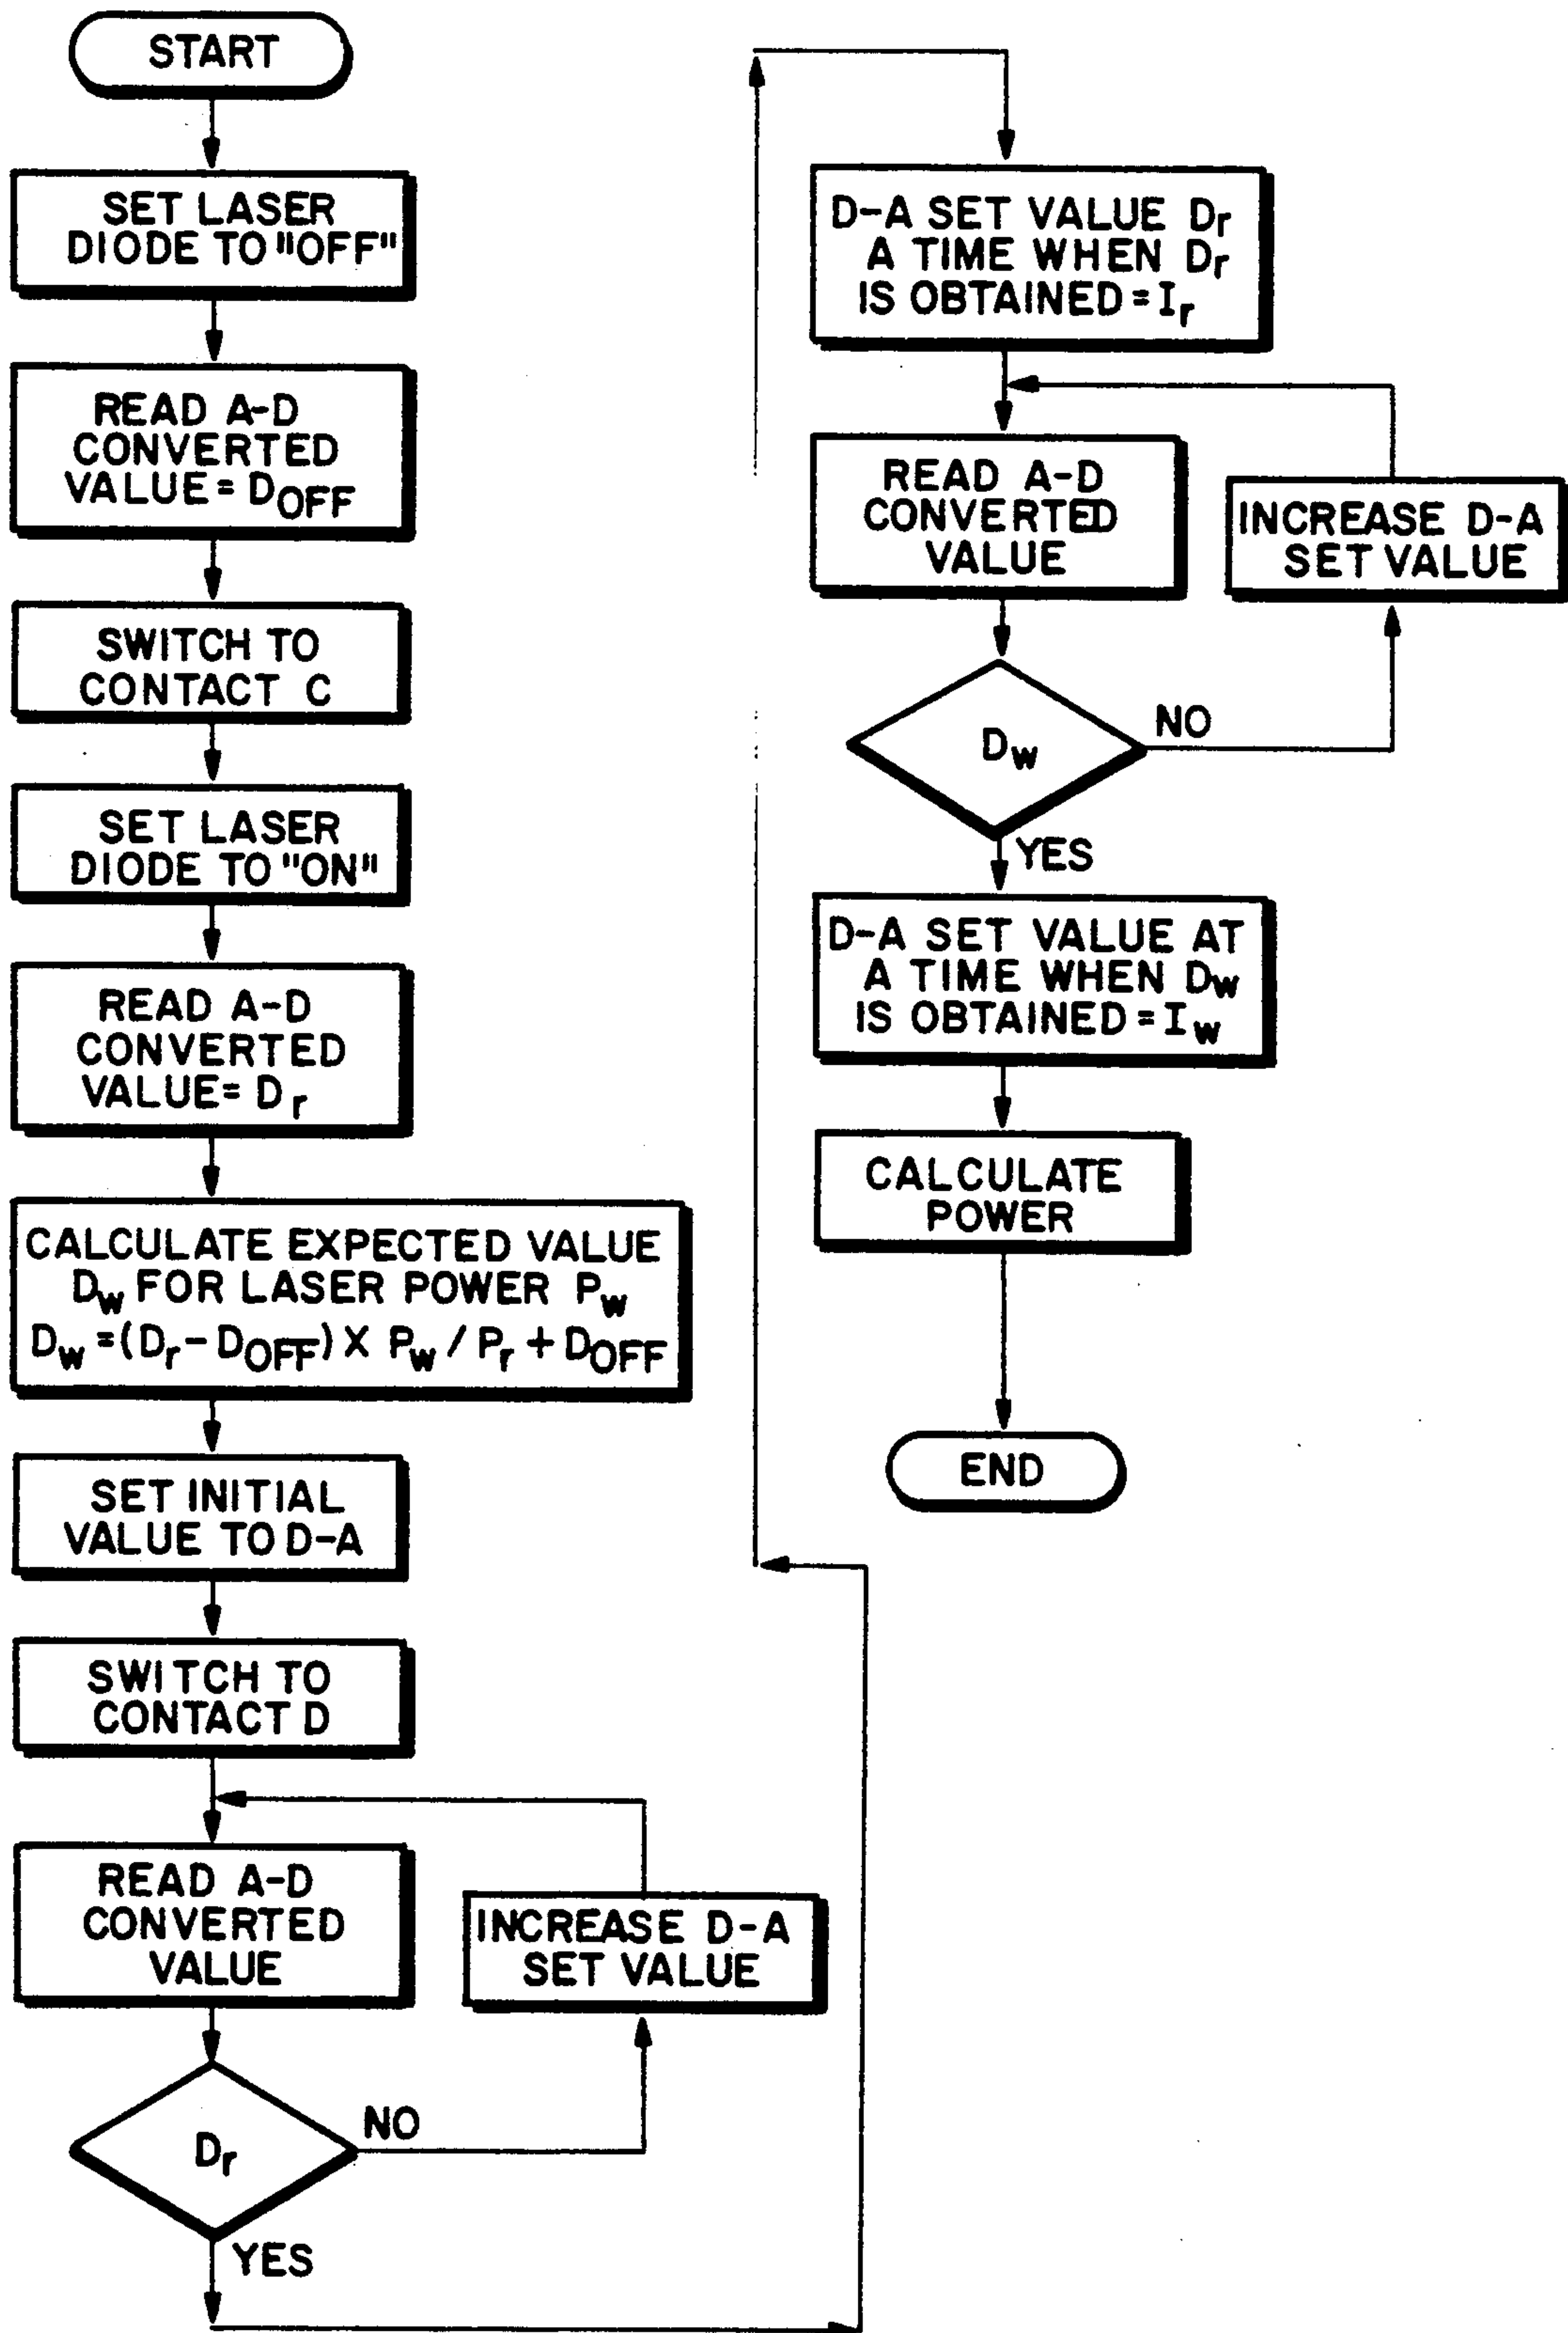 START
SET LASER
DIODE TO "OFF"
READ A-D
CONVERTED
VALUE = DOFF
SWITCH TO
CONTACT C
SET LASER
DIODE TO "ON"
READ A-D
CONVERTED
VALUE = Dr
CALCULATE EXPECTED VALUE
Dw FOR LASER POWER Pw
Dw = (Dr - DOFF) X Pw / Pr + DOFF
SET INITIAL
VALUE TO D-A
SWITCH TO
CONTACT D
READ A-D
CONVERTED
VALUE
INCREASE D-A
SET VALUE
Dr
NO
YES
D-A SET VALUE Dr
A TIME WHEN Dr
IS OBTAINED = Ir
READ A-D
CONVERTED
VALUE
INCREASE D-A
SET VALUE
Dw
NO
YES
D-A SET VALUE AT
A TIME WHEN Dw
IS OBTAINED = Iw
CALCULATE
POWER
END